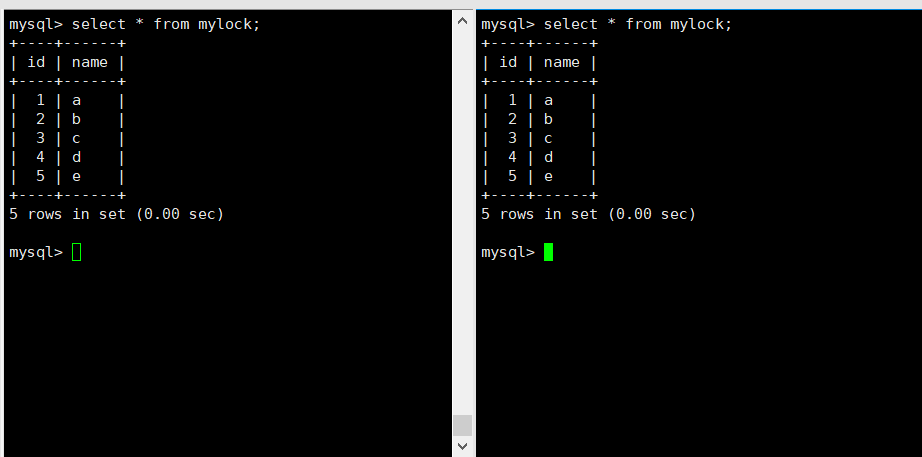 mysql> select * from mylock;
+----+------+
| id | name |
+----+------+
|  1 | a    |
|  2 | b    |
|  3 | c    |
|  4 | d    |
|  5 | e    |
+----+------+
5 rows in set (0.00 sec)
mysql>
mysql> select * from mylock;
+----+------+
| id | name |
+----+------+
|  1 | a    |
|  2 | b    |
|  3 | c    |
|  4 | d    |
|  5 | e    |
+----+------+
5 rows in set (0.00 sec)
mysql>